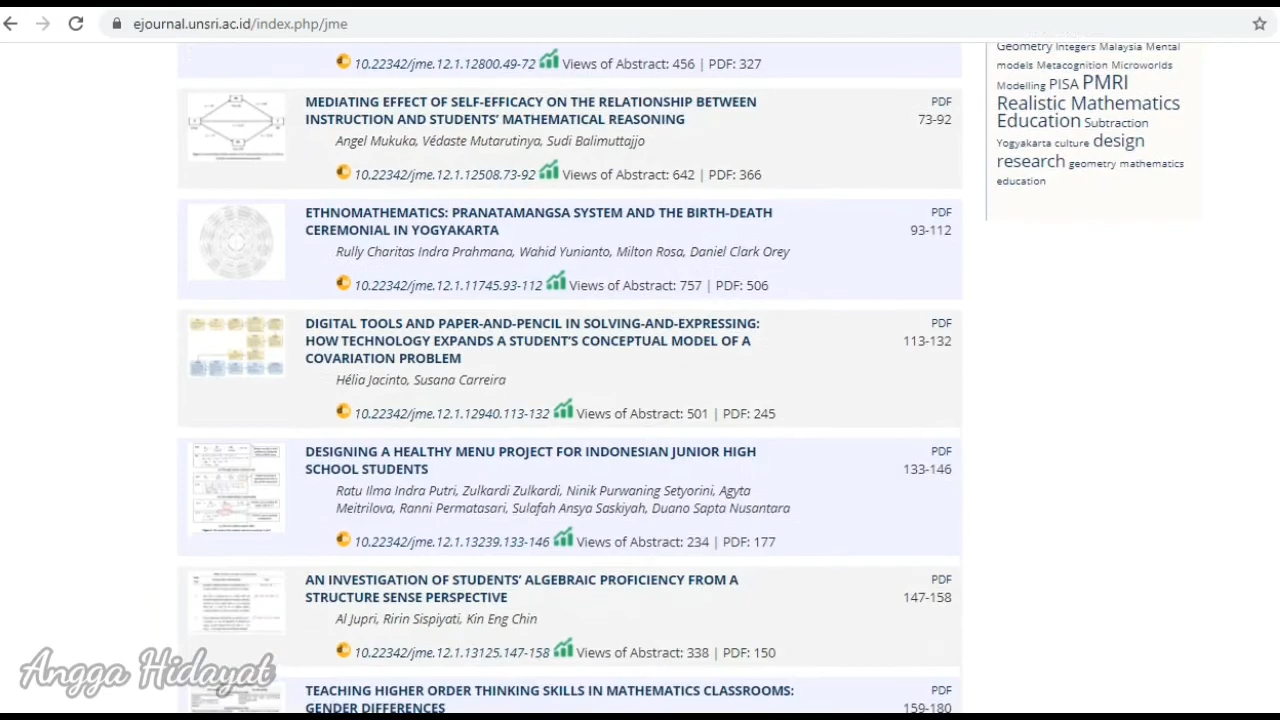 ejournal.unsri.ac.id/index.php/jme
10.22342/jme.12.1.12800.49-72 Views of Abstract: 456 | PDF: 327
MEDIATING EFFECT OF SELF-EFFICACY ON THE RELATIONSHIP BETWEEN
INSTRUCTION AND STUDENTS' MATHEMATICAL REASONING
PDF
73-92
Angel Mukuka, Védaste Mutarutinya, Sudi Balimuttajjo
10.22342/jme.12.1.12508.73-92 Views of Abstract: 642 | PDF: 366
ETHNOMATHEMATICS: PRANATAMANGSA SYSTEM AND THE BIRTH-DEATH
CEREMONIAL IN YOGYAKARTA
PDF
93-112
Rully Charitas Indra Prahmana, Wahid Yunianto, Milton Rosa, Daniel Clark Orey
10.22342/jme.12.1.11745.93-112 Views of Abstract: 757 | PDF: 506
DIGITAL TOOLS AND PAPER-AND-PENCIL IN SOLVING-AND-EXPRESSING:
HOW TECHNOLOGY EXPANDS A STUDENT'S CONCEPTUAL MODEL OF A
COVARIATION PROBLEM
PDF
113-132
Hélia Jacinto, Susana Carreira
10.22342/jme.12.1.12940.113-132 Views of Abstract: 501 | PDF: 245
DESIGNING A HEALTHY MENU PROJECT FOR INDONESIAN JUNIOR HIGH
SCHOOL STUDENTS
PDF
133-146
Ratu Ilma Indra Putri, Zulkardi Zulkardi, Ninik Purwaning Setyorini, Agyta
Meitrilova, Ranni Permatasari, Sulafah Ansya Saskiyah, Duano Sapta Nusantara
10.22342/jme.12.1.13239.133-146 Views of Abstract: 234 | PDF: 177
AN INVESTIGATION OF STUDENTS' ALGEBRAIC PROFICIENCY FROM A
STRUCTURE SENSE PERSPECTIVE
PDF
147-158
Al Jupri, Ririn Sispiyati, Kin Eng Chin
10.22342/jme.12.1.13125.147-158 Views of Abstract: 338 | PDF: 150
TEACHING HIGHER ORDER THINKING SKILLS IN MATHEMATICS CLASSROOMS:
GENDER DIFFERENCES
PDF
159-180
Geometry Integers Malaysia Mental
models Metacognition Microworlds
Modelling PISA PMRI
Realistic Mathematics
Education Subtraction
Yogyakarta culture design
research geometry mathematics
education
Angga Hidayat